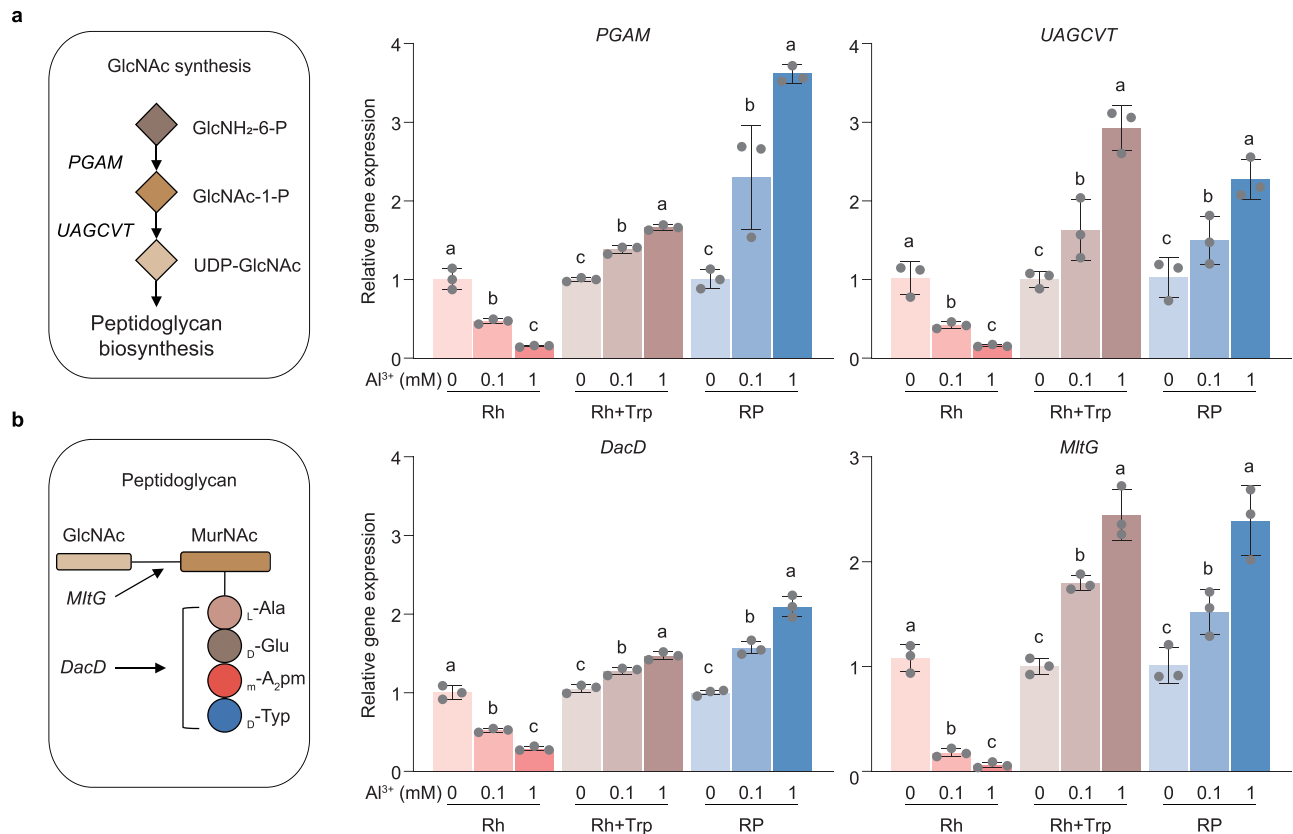 a
GlcNAc synthesis
GlcNH₂-6-P
PGAM
GlcNAc-1-P
UAGCVT
UDP-GlcNAc
Peptidoglycan
biosynthesis
PGAM
Relative gene expression
4
3
2
1
0
a b c c b a c b a
Al³⁺ (mM) 0 0.1 1 0 0.1 1 0 0.1 1
Rh Rh+Trp RP
UAGCVT
4
3
2
1
0
a b c c b a c b a
0 0.1 1 0 0.1 1 0 0.1 1
Rh Rh+Trp RP
b
Peptidoglycan
GlcNAc MurNAc
MltG
DacD
L-Ala
D-Glu
m-A₂pm
D-Typ
DacD
Relative gene expression
4
3
2
1
0
a b c c b a c b a
Al³⁺ (mM) 0 0.1 1 0 0.1 1 0 0.1 1
Rh Rh+Trp RP
MltG
3
2
1
0
a b c c b a c b a
0 0.1 1 0 0.1 1 0 0.1 1
Rh Rh+Trp RP